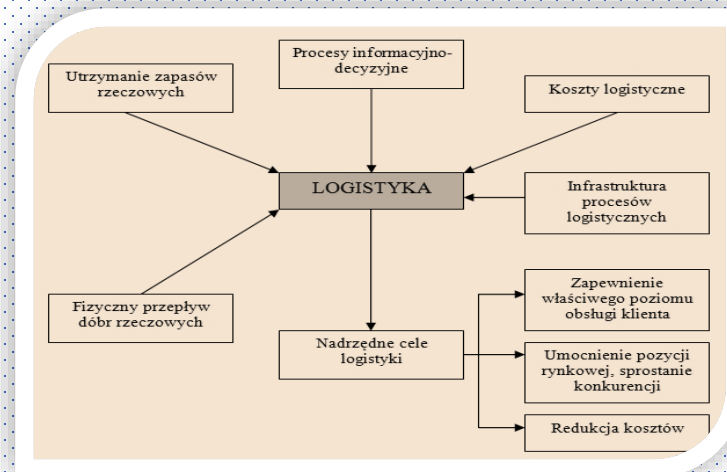 Procesy informacyjno-
decyzyjne
Utrzymanie zapasów
rzeczowych
Koszty logistyczne
LOGISTYKA
Infrastruktura
procesów
logistycznych
Fizyczny przepływ
dóbr rzeczowych
Nadrzędne cele
logistyki
Zapewnienie
właściwego poziomu
obsługi klienta
Umocnienie pozycji
rynkowej, sprostanie
konkurencji
Redukcja kosztów